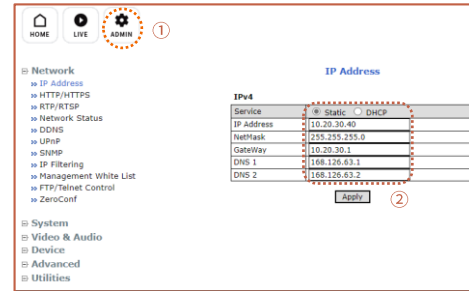 HOME LIVE ADMIN ①
Network
IP Address
HTTP/HTTPS
RTP/RTSP
Network Status
DDNS
UPnP
SNMP
IP Filtering
Management White List
FTP/Telnet Control
ZeroConf
System
Video & Audio
Device
Advanced
Utilities
IP Address
IPv4
Service Static DHCP
IP Address 10.20.30.40
NetMask 255.255.255.0
GateWay 10.20.30.1
DNS 1 168.126.63.1
DNS 2 168.126.63.2
Apply ②